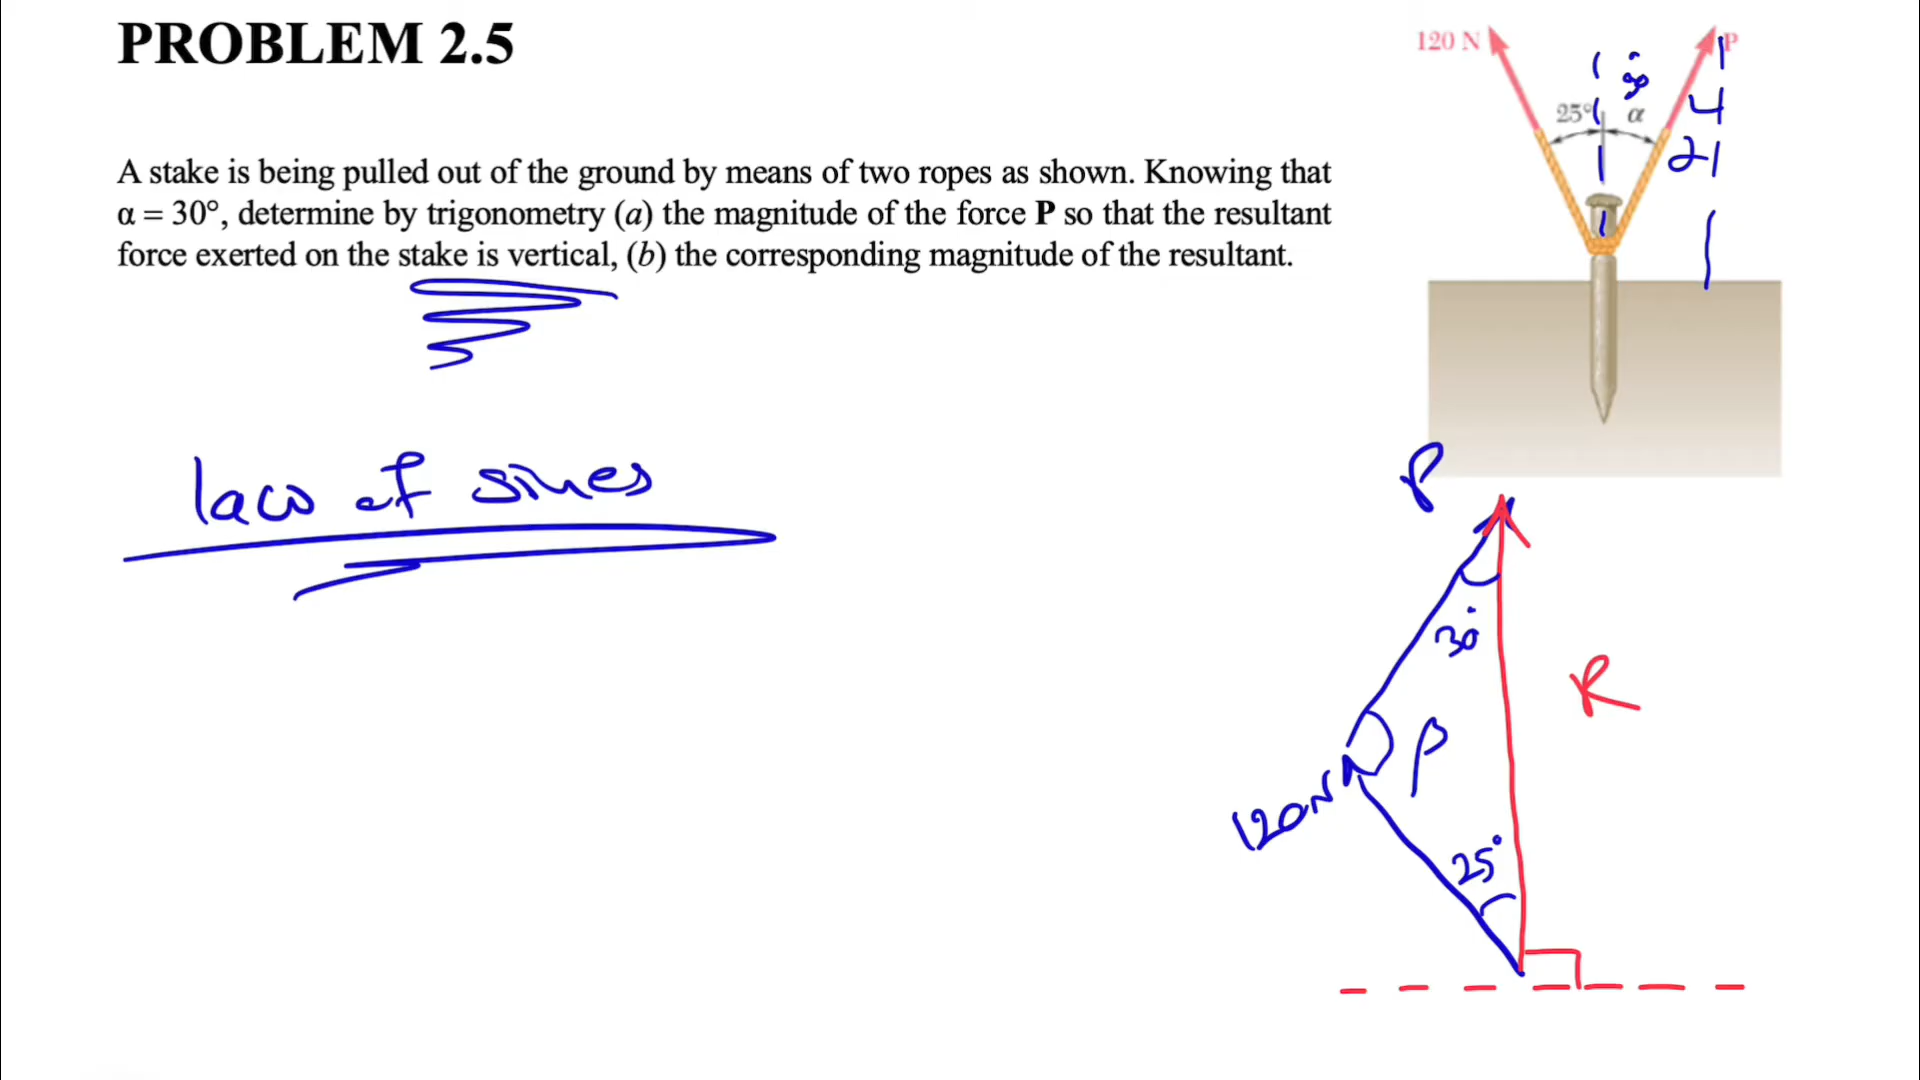 PROBLEM 2.5
120 N
P
30°
25°
α
A stake is being pulled out of the ground by means of two ropes as shown. Knowing that
α = 30°, determine by trigonometry (a) the magnitude of the force P so that the resultant
force exerted on the stake is vertical, (b) the corresponding magnitude of the resultant.
law of sines
P
30°
R
β
120N
25°